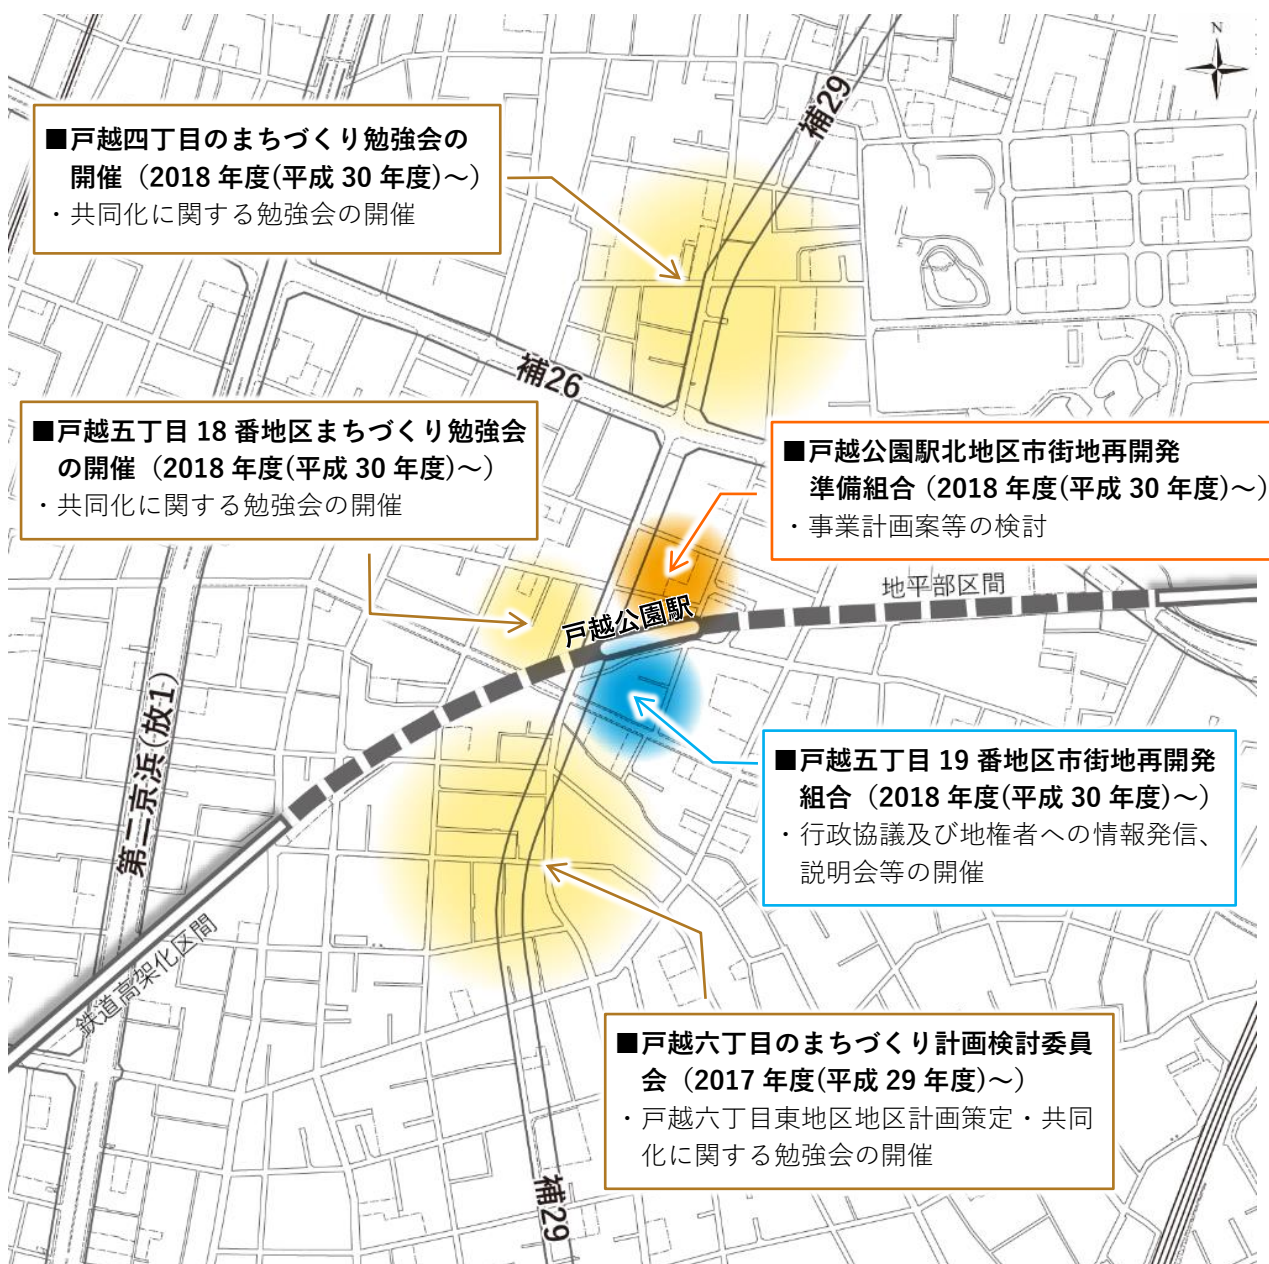 N
補29
■戸越四丁目のまちづくり勉強会の
開催（2018 年度(平成 30 年度)～）
・共同化に関する勉強会の開催
補26
■戸越五丁目 18 番地区まちづくり勉強会
の開催（2018 年度(平成 30 年度)～）
・共同化に関する勉強会の開催
■戸越公園駅北地区市街地再開発
準備組合（2018 年度(平成 30 年度)～）
・事業計画案等の検討
地平部区間
戸越公園駅
第二京浜(放1)
■戸越五丁目 19 番地区市街地再開発
組合（2018 年度(平成 30 年度)～）
・行政協議及び地権者への情報発信、
説明会等の開催
鉄道高架化区間
■戸越六丁目のまちづくり計画検討委員
会（2017 年度(平成 29 年度)～）
・戸越六丁目東地区地区計画策定・共同
化に関する勉強会の開催
補29